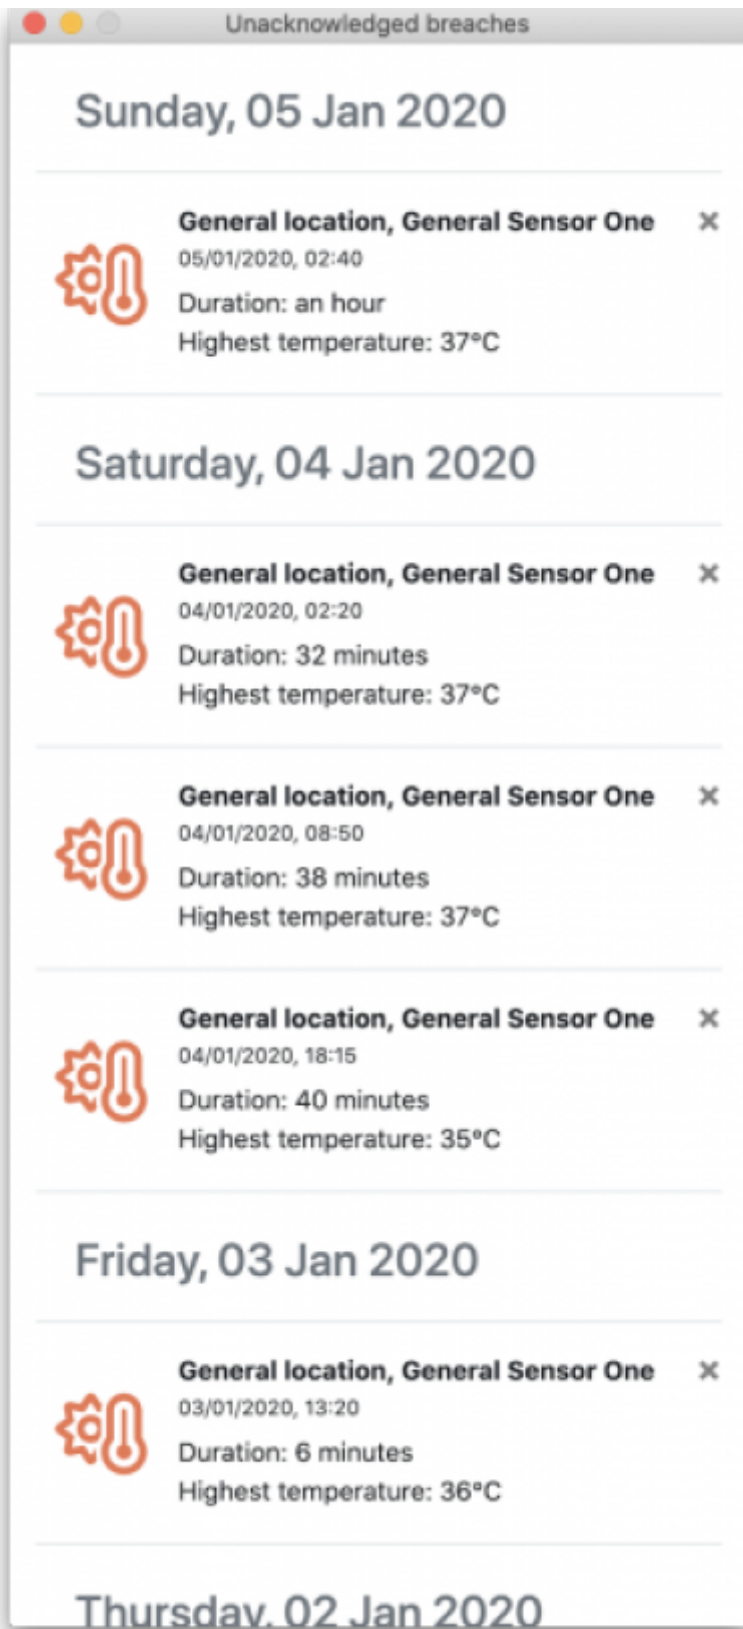 Unacknowledged breaches
Sunday, 05 Jan 2020
General location, General Sensor One ×
05/01/2020, 02:40
Duration: an hour
Highest temperature: 37°C
Saturday, 04 Jan 2020
General location, General Sensor One ×
04/01/2020, 02:20
Duration: 32 minutes
Highest temperature: 37°C
General location, General Sensor One ×
04/01/2020, 08:50
Duration: 38 minutes
Highest temperature: 37°C
General location, General Sensor One ×
04/01/2020, 18:15
Duration: 40 minutes
Highest temperature: 35°C
Friday, 03 Jan 2020
General location, General Sensor One ×
03/01/2020, 13:20
Duration: 6 minutes
Highest temperature: 36°C
Thursday, 02 Jan 2020